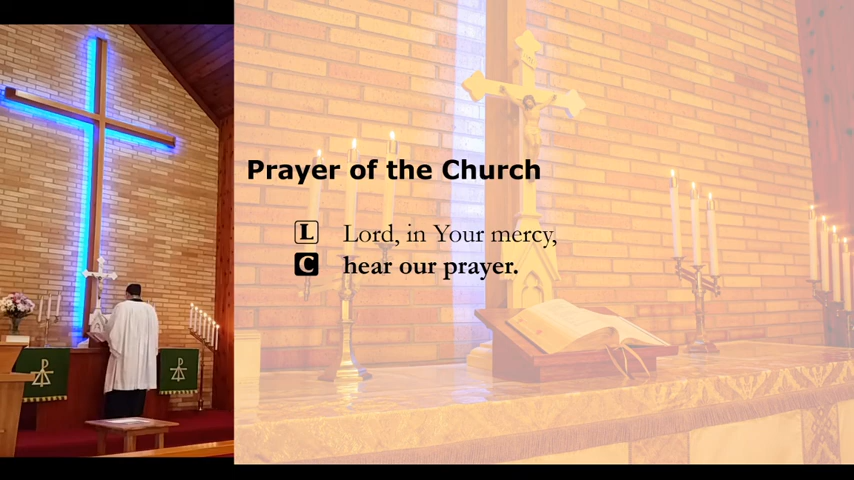 Prayer of the Church
L Lord, in Your mercy,
C hear our prayer.